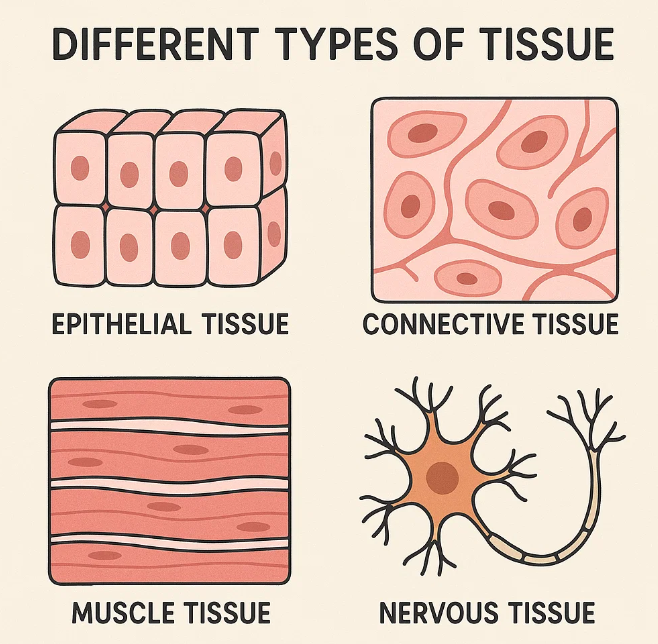 DIFFERENT TYPES OF TISSUE
EPITHELIAL TISSUE
CONNECTIVE TISSUE
MUSCLE TISSUE
NERVOUS TISSUE